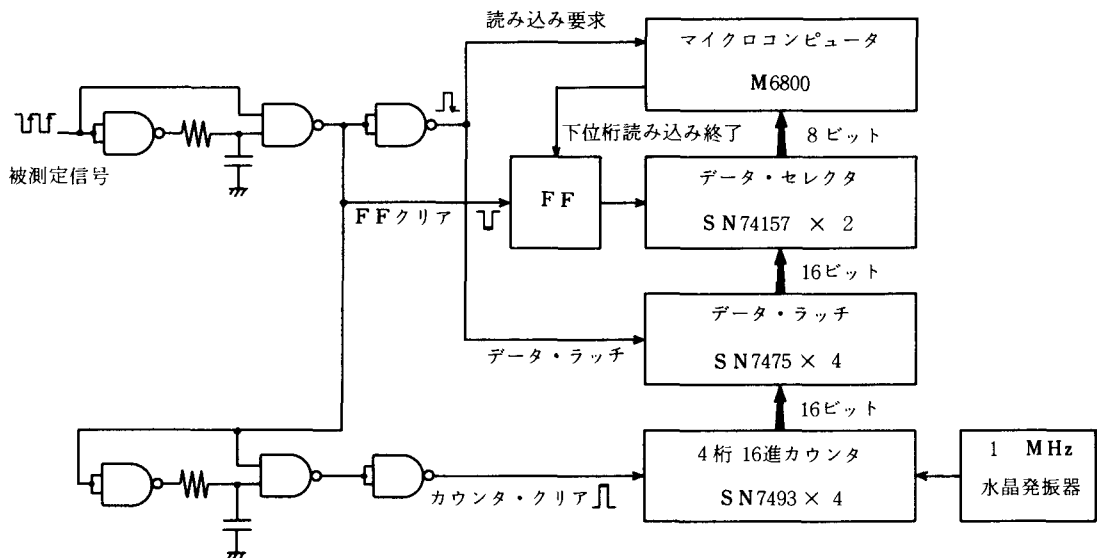 読み込み要求
マイクロコンピュータ
M6800
下位桁読み込み終了
8ビット
被測定信号
データ・セレクタ
SN74157 × 2
FF
FFクリア
16ビット
データ・ラッチ
SN7475 × 4
データ・ラッチ
16ビット
4桁 16進カウンタ
SN7493 × 4
カウンタ・クリア
1 MHz
水晶発振器